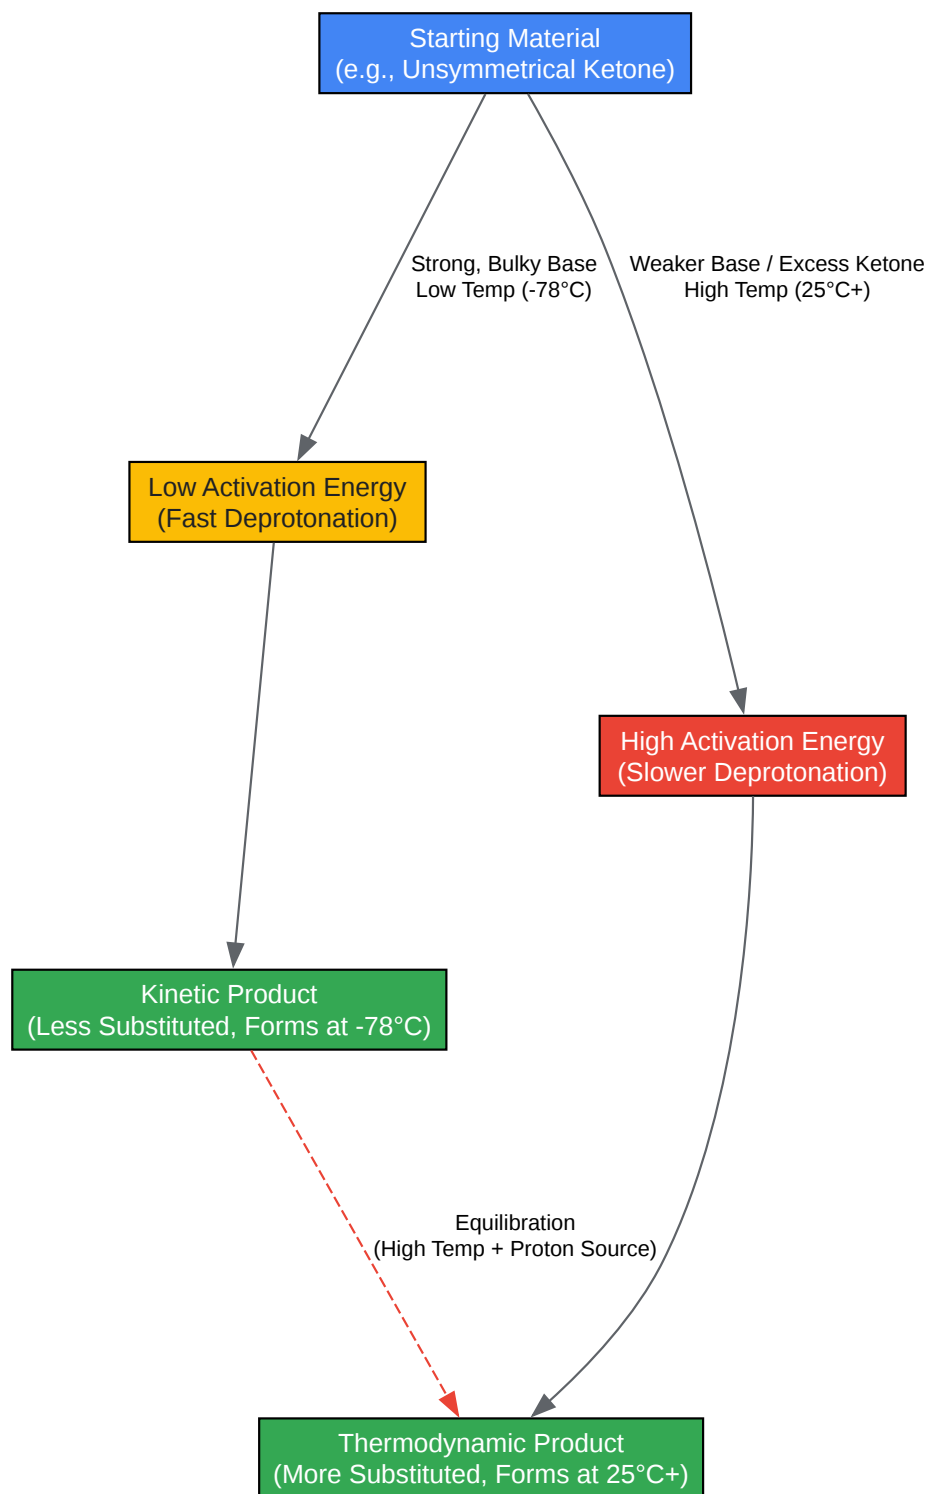 Starting Material
(e.g., Unsymmetrical Ketone)
Strong, Bulky Base
Low Temp (-78°C)
Weaker Base / Excess Ketone
High Temp (25°C+)
Low Activation Energy
(Fast Deprotonation)
High Activation Energy
(Slower Deprotonation)
Kinetic Product
(Less Substituted, Forms at -78°C)
Equilibration
(High Temp + Proton Source)
Thermodynamic Product
(More Substituted, Forms at 25°C+)